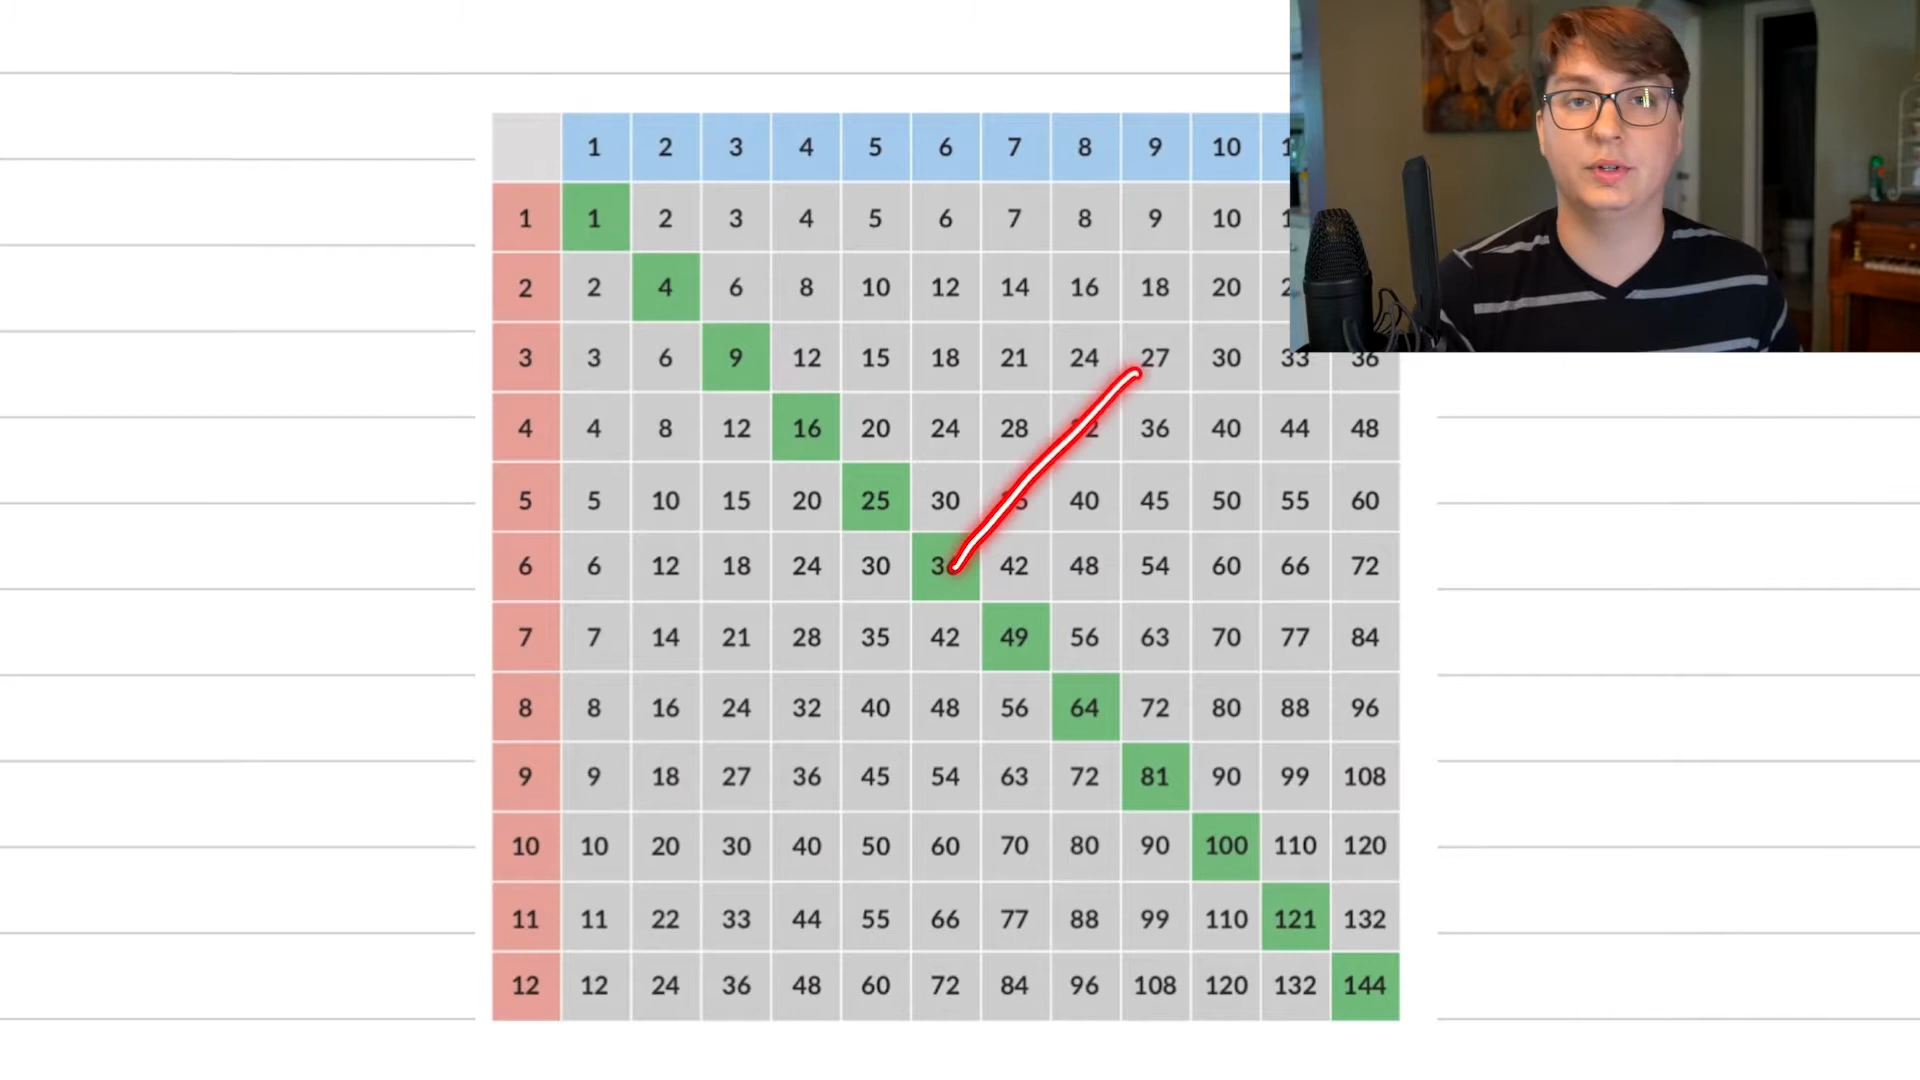 1 2 3 4 5 6 7 8 9 10
1 1 2 3 4 5 6 7 8 9 10
2 2 4 6 8 10 12 14 16 18 20
3 3 6 9 12 15 18 21 24 27 30 33 36
4 4 8 12 16 20 24 28 36 40 44 48
5 5 10 15 20 25 30 40 45 50 55 60
6 6 12 18 24 30 42 48 54 60 66 72
7 7 14 21 28 35 42 49 56 63 70 77 84
8 8 16 24 32 40 48 56 64 72 80 88 96
9 9 18 27 36 45 54 63 72 81 90 99 108
10 10 20 30 40 50 60 70 80 90 100 110 120
11 11 22 33 44 55 66 77 88 99 110 121 132
12 12 24 36 48 60 72 84 96 108 120 132 144